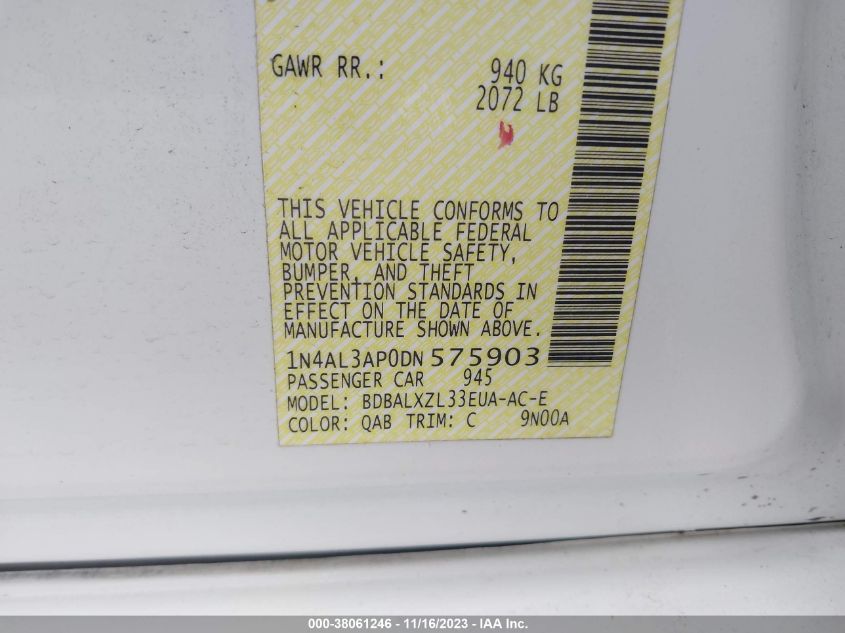 GAWR RR.: 940 KG
2072 LB
THIS VEHICLE CONFORMS TO
ALL APPLICABLE FEDERAL
MOTOR VEHICLE SAFETY,
BUMPER, AND THEFT
PREVENTION STANDARDS IN
EFFECT ON THE DATE OF
MANUFACTURE SHOWN ABOVE.
1N4AL3AP0DN 575903
PASSENGER CAR 945
MODEL: BDBALXZL33EUA-AC-E
COLOR: QAB TRIM: C 9N00A
000-38061246 - 11/16/2023 - IAA Inc.